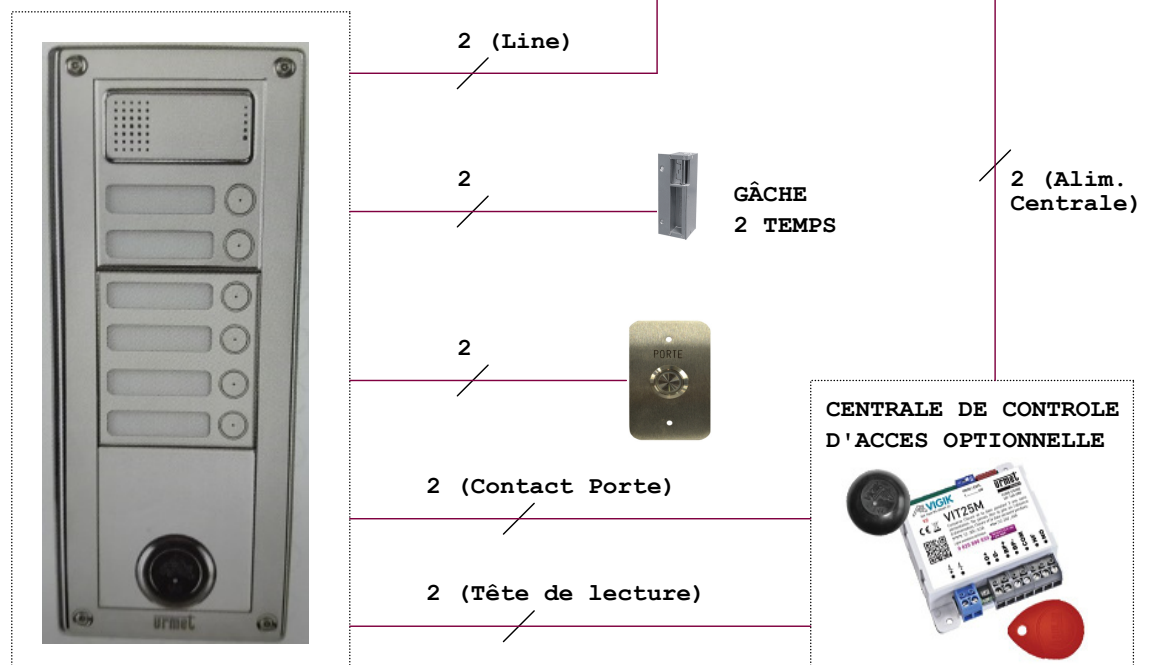 2 (Line)
2
GÂCHE
2 TEMPS
2 (Alim.
Centrale)
2
PORTE
CENTRALE DE CONTROLE
D'ACCES OPTIONNELLE
2 (Contact Porte)
VIGIK
urmet
VIT25M
2 (Tête de lecture)
urmet